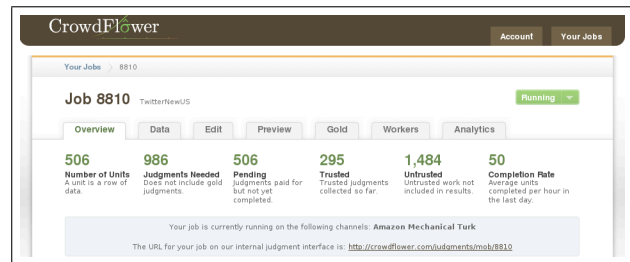 CrowdFlower
Account Your Jobs
Your Jobs 8810
Job 8810 TwitterNewUS Running
Overview Data Edit Preview Gold Workers Analytics
506 986 506 295 1,484 50
Number of Units Judgments Needed Pending Trusted Untrusted Completion Rate
A unit is a row of Does not include gold Judgments paid for Trusted judgments Untrusted work not Average units
data. judgments. but not yet collected so far. included in results. completed per hour in
completed. the last day.
Your job is currently running on the following channels: Amazon Mechanical Turk
The URL for your job on our internal judgment interface is: http://crowdflower.com/judgments/mob/8810